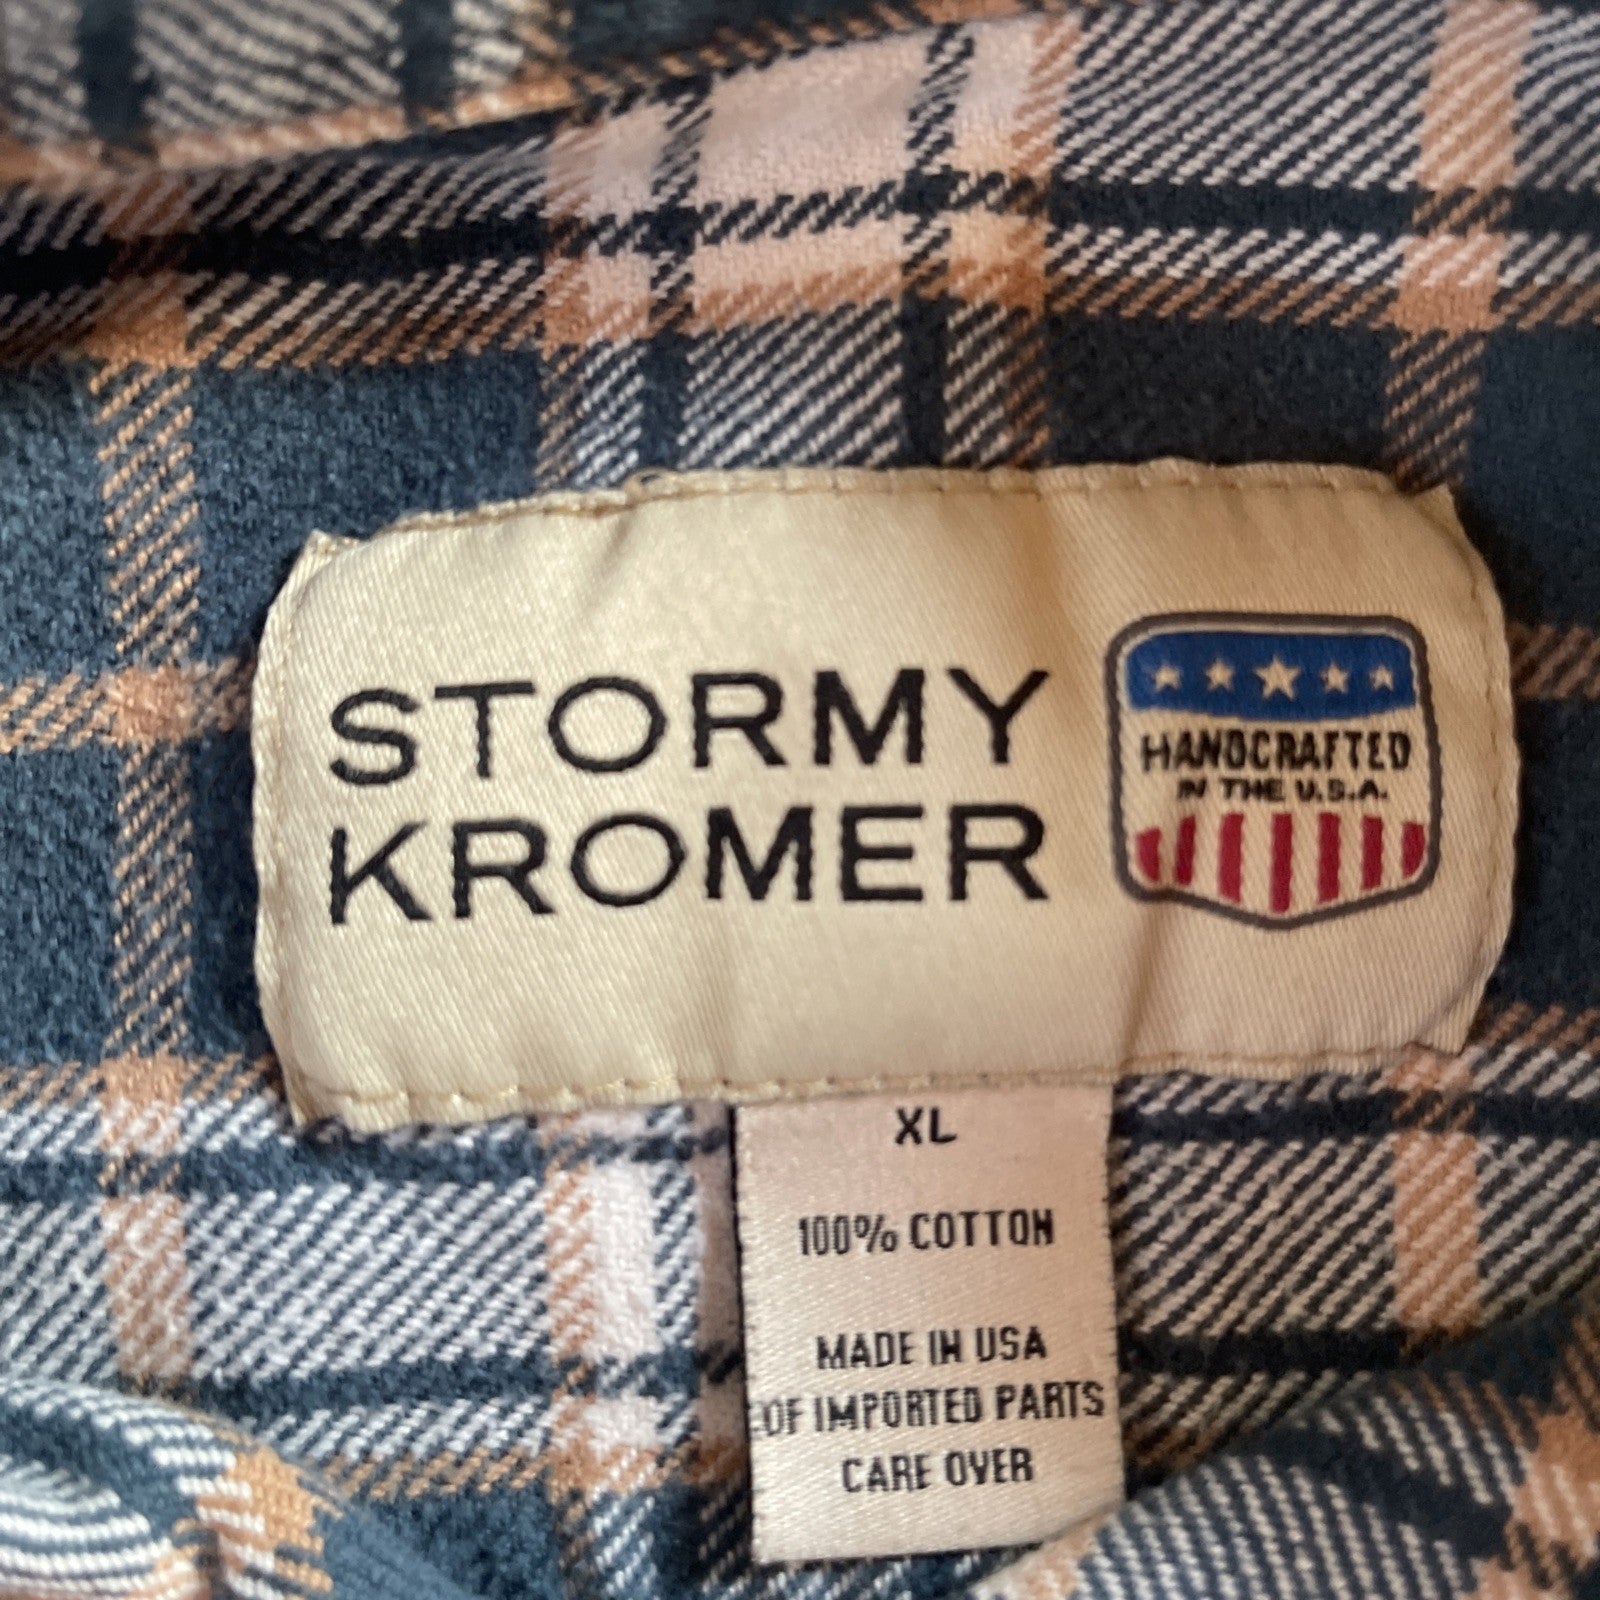 STORMY
KROMER
HANDCRAFTED
IN THE U.S.A.
XL
100% COTTON
MADE IN USA
OF IMPORTED PARTS
CARE OVER